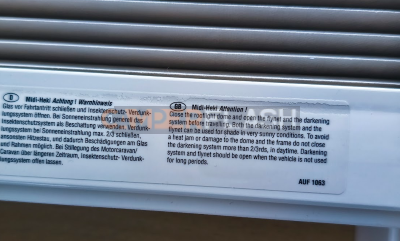 D Midi-Heki Achtung ! Warnhinweis
Glas vor Fahrtantritt schließen und Insektenschutz- Verdunk-
lungssystem öffnen. Bei Sonneneinstrahlung generell das
Insektenschutzsystem als Beschattung verwenden. Verdunk-
lungssystem bei Sonneneinstrahlung max. 2/3 schließen,
ansonsten Hitzestau, und dadurch Beschädigungen am Glas
und Rahmen möglich. Bei Stillegung des Motorcaravan/
Caravan über längeren Zeitraum, Insektenschutz- Verdunk-
lungssystem offen lassen.
GB Midi-Heki Attention !
Close the rooflight dome and open the flynet and the darkening
system before travelling. Both the darkening system and the
flynet can be used for shade in very sunny conditions. To avoid
a heat jam or damage to the dome and the frame do not close
the darkening system more than 2/3rds, in daytime. Darkening
system and flynet should be open when the vehicle is not used
for long periods.
AUF 1063